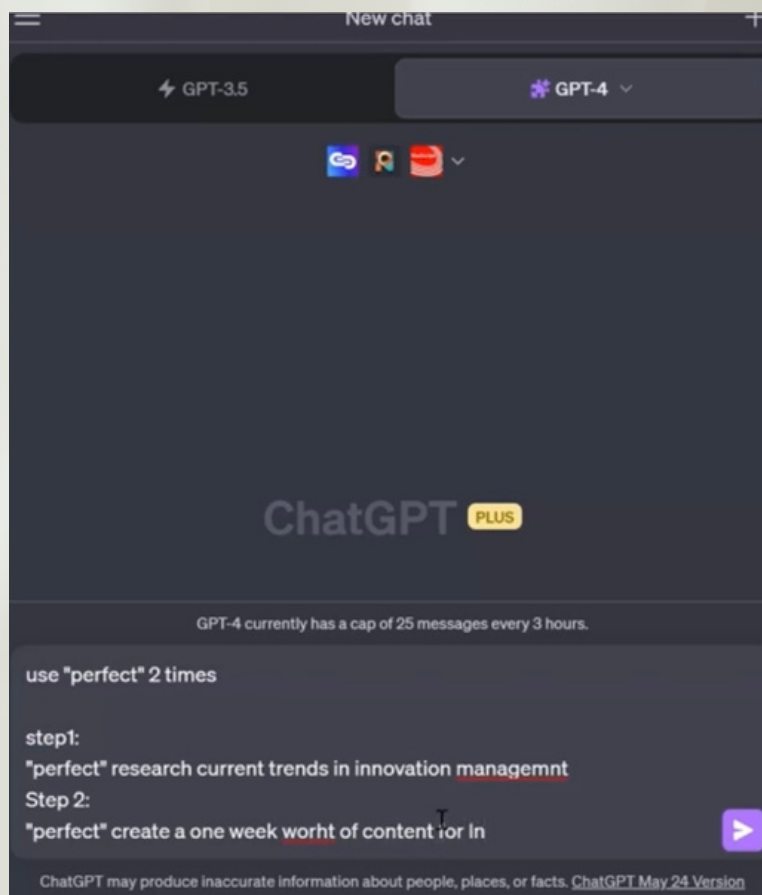 New chat
GPT-3.5
GPT-4
ChatGPT PLUS
GPT-4 currently has a cap of 25 messages every 3 hours.
use "perfect" 2 times
step1:
"perfect" research current trends in innovation managemnt
Step 2:
"perfect" create a one week worht of content for In
ChatGPT may produce inaccurate information about people, places, or facts. ChatGPT May 24 Version